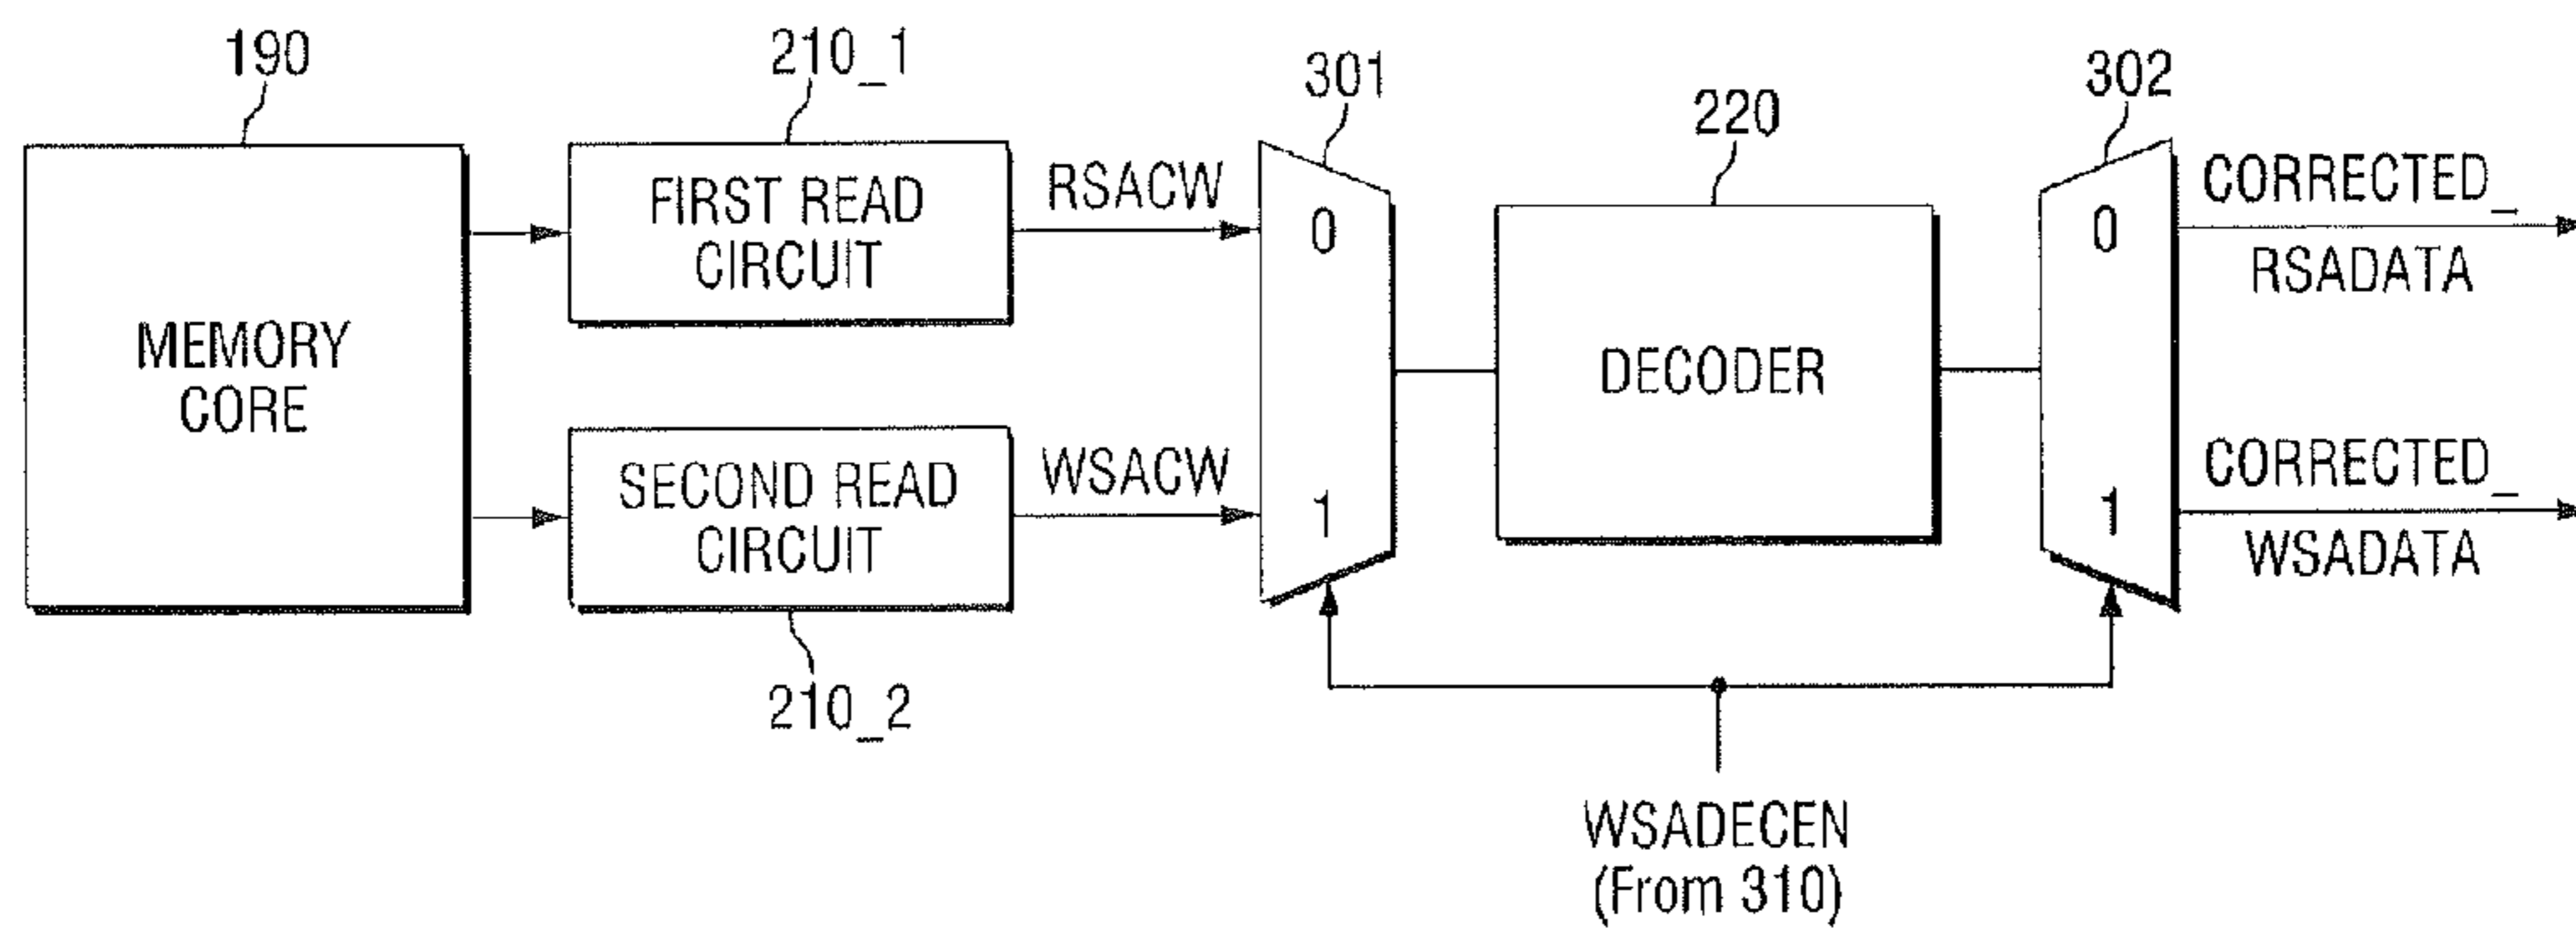 190
210_1
301
220
302
MEMORY
CORE
FIRST READ
CIRCUIT
RSACW
0
DECODER
0
CORRECTED_
RSADATA
SECOND READ
CIRCUIT
WSACW
1
1
CORRECTED_
WSADATA
210_2
WSADECEN
(From 310)